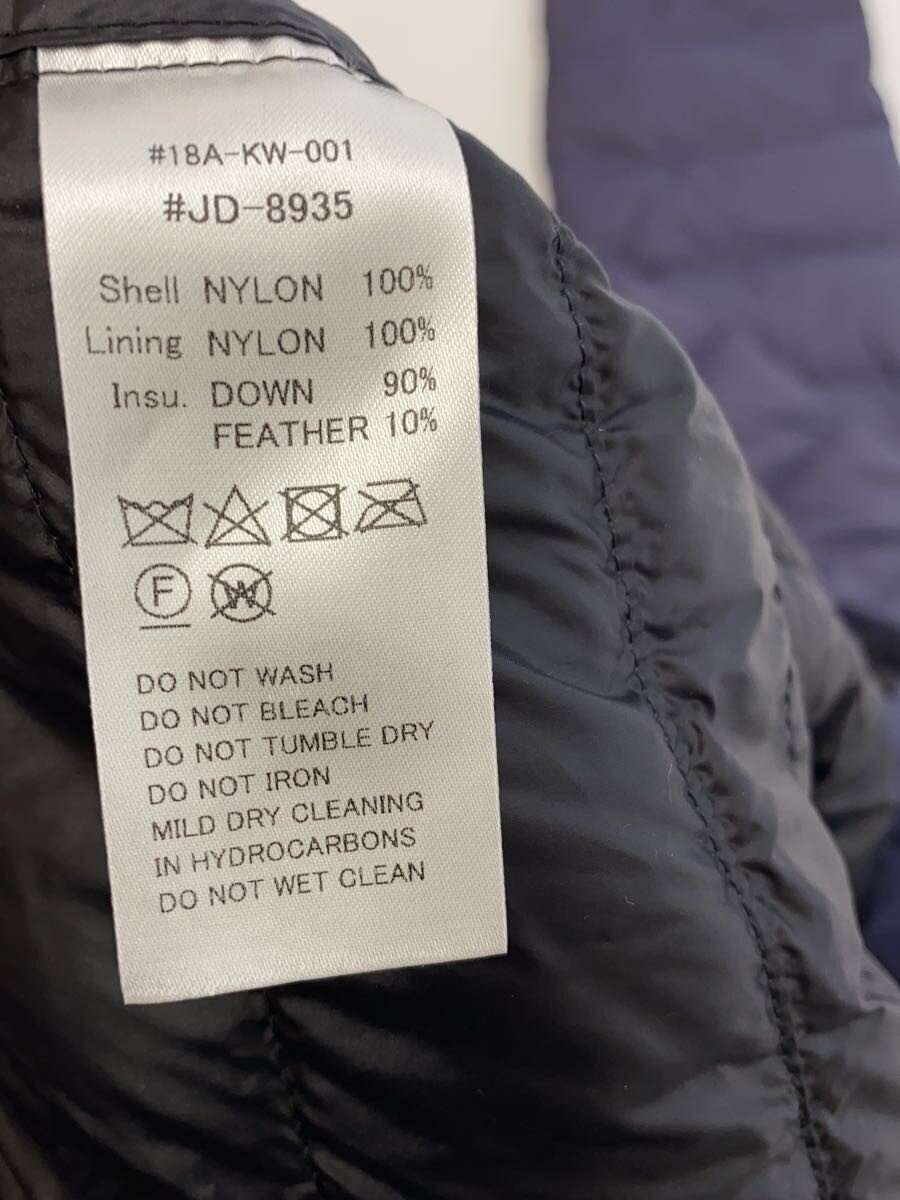 #18A-KW-001
#JD-8935
Shell NYLON 100%
Lining NYLON 100%
Insu. DOWN 90%
FEATHER 10%
F
W
DO NOT WASH
DO NOT BLEACH
DO NOT TUMBLE DRY
DO NOT IRON
MILD DRY CLEANING
IN HYDROCARBONS
DO NOT WET CLEAN